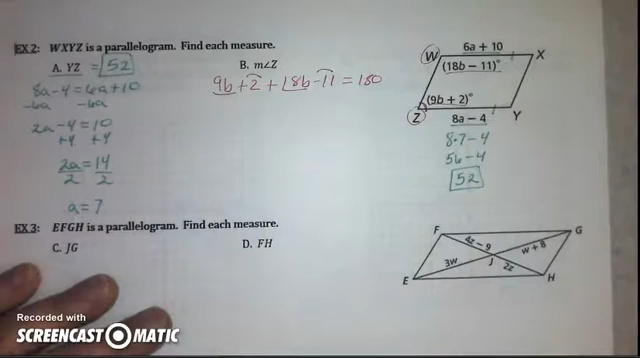 EX 2: WXYZ is a parallelogram. Find each measure.
A. YZ = 52
B. m∠Z
8a - 4 = 6a + 10
-6a -6a
2a - 4 = 10
+4 +4
2a = 14
2 2
a = 7
9b + 2 + 18b - 11 = 180
W 6a + 10 X
(18b − 11)°
(9b + 2)°
Z 8a − 4 Y
8·7 - 4
56 - 4
52
EX 3: EFGH is a parallelogram. Find each measure.
C. JG
D. FH
F G
4z − 9 w + 8
3w J 2z
E H
Recorded with
SCREENCAST O MATIC